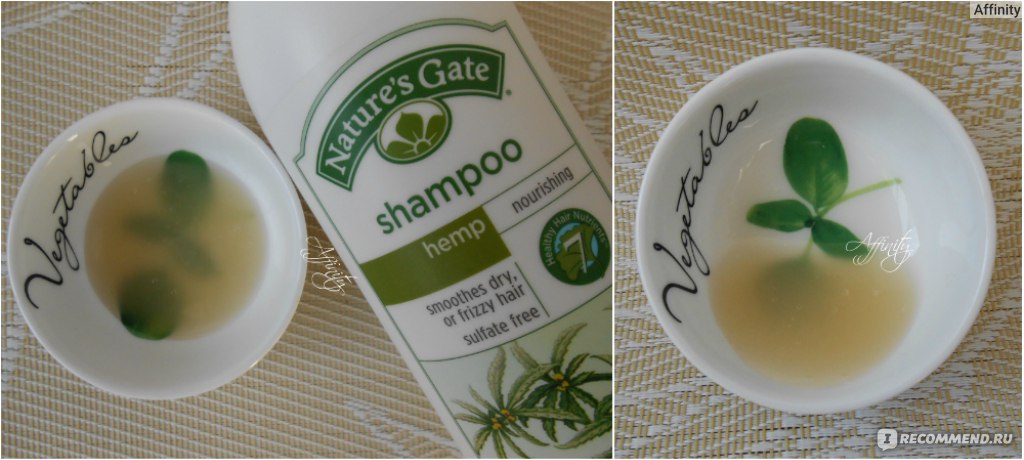 Vegetables
Nature's Gate®
shampoo
hemp
nourishing
Healthy Hair Nutrients
7
smoothes dry,
or frizzy hair
sulfate free
Affinity
Affinity
Vegetables
Affinity
I RECOMMEND.RU